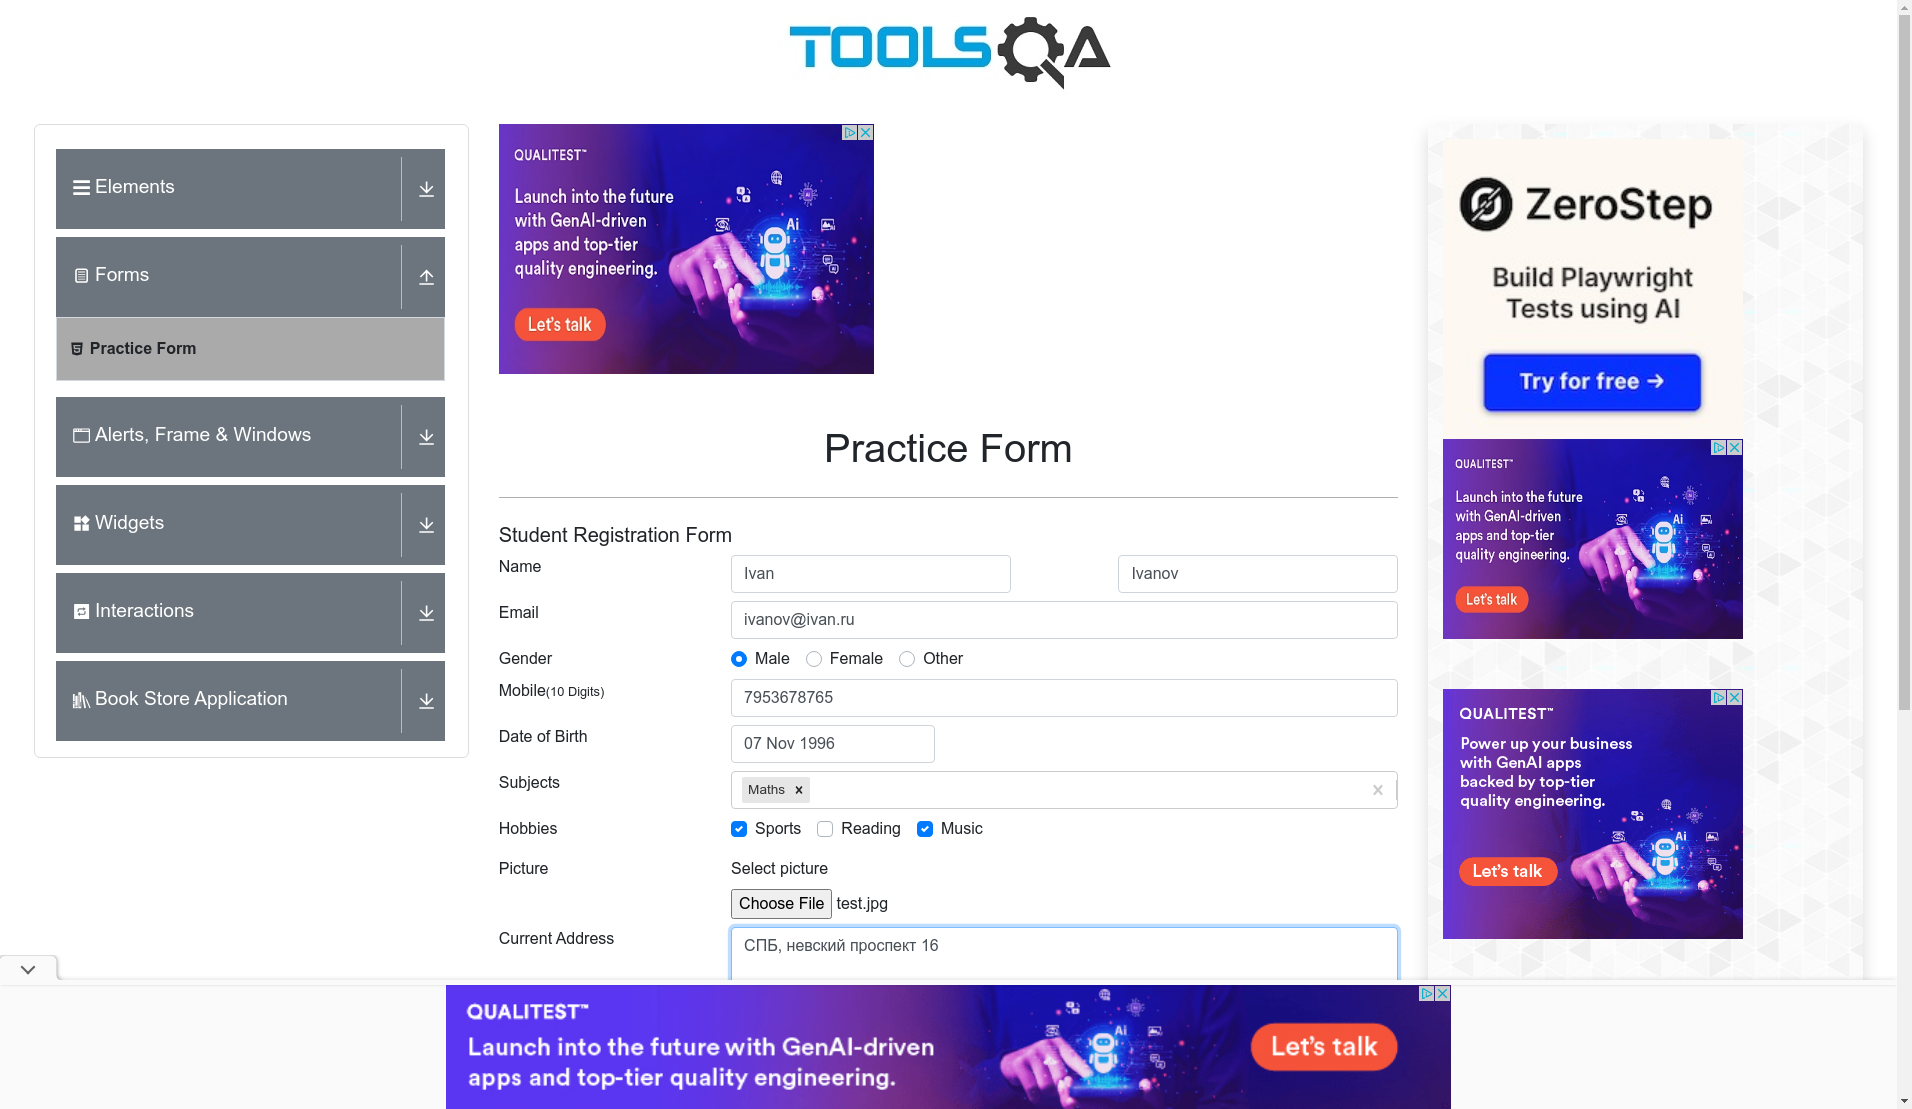 TOOLSQA
Elements
Forms
Practice Form
Alerts, Frame & Windows
Widgets
Interactions
Book Store Application
QUALITEST™
Launch into the future
with GenAI-driven
apps and top-tier
quality engineering.
Let's talk
Ai
Practice Form
Student Registration Form
Name
Ivan
Ivanov
Email
ivanov@ivan.ru
Gender
Male
Female
Other
Mobile(10 Digits)
7953678765
Date of Birth
07 Nov 1996
Subjects
Maths
Hobbies
Sports
Reading
Music
Picture
Select picture
Choose File
test.jpg
Current Address
СПБ, невский проспект 16
ZeroStep
Build Playwright
Tests using AI
Try for free →
QUALITEST™
Launch into the future
with GenAI-driven
apps and top-tier
quality engineering.
Let's talk
Ai
QUALITEST™
Power up your business
with GenAI apps
backed by top-tier
quality engineering.
Let's talk
Ai
QUALITEST™
Launch into the future with GenAI-driven
apps and top-tier quality engineering.
Ai
Let's talk